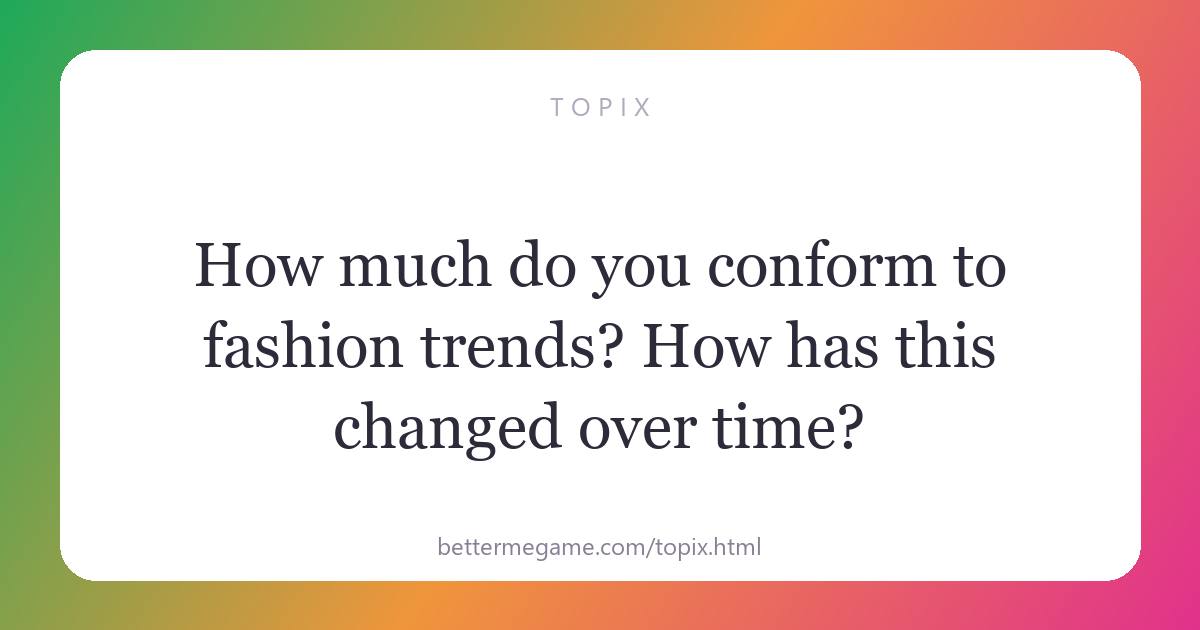 TOPIX
How much do you conform to
fashion trends? How has this
changed over time?
bettermegame.com/topix.html